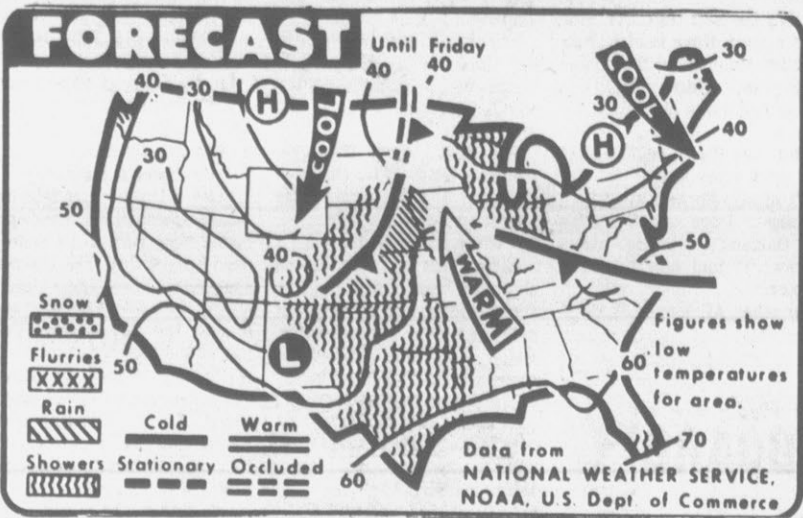 FORECAST
Until Friday
40
30
H
COOL
40
40
30
COOL
30
H
40
30
50
40
50
WARM
L
50
60
60
70
Snow
Flurries
XXXX
Rain
Showers
Cold
Warm
Stationary
Occluded
Figures show
low
temperatures
for area.
Data from
NATIONAL WEATHER SERVICE,
NOAA, U.S. Dept. of Commerce